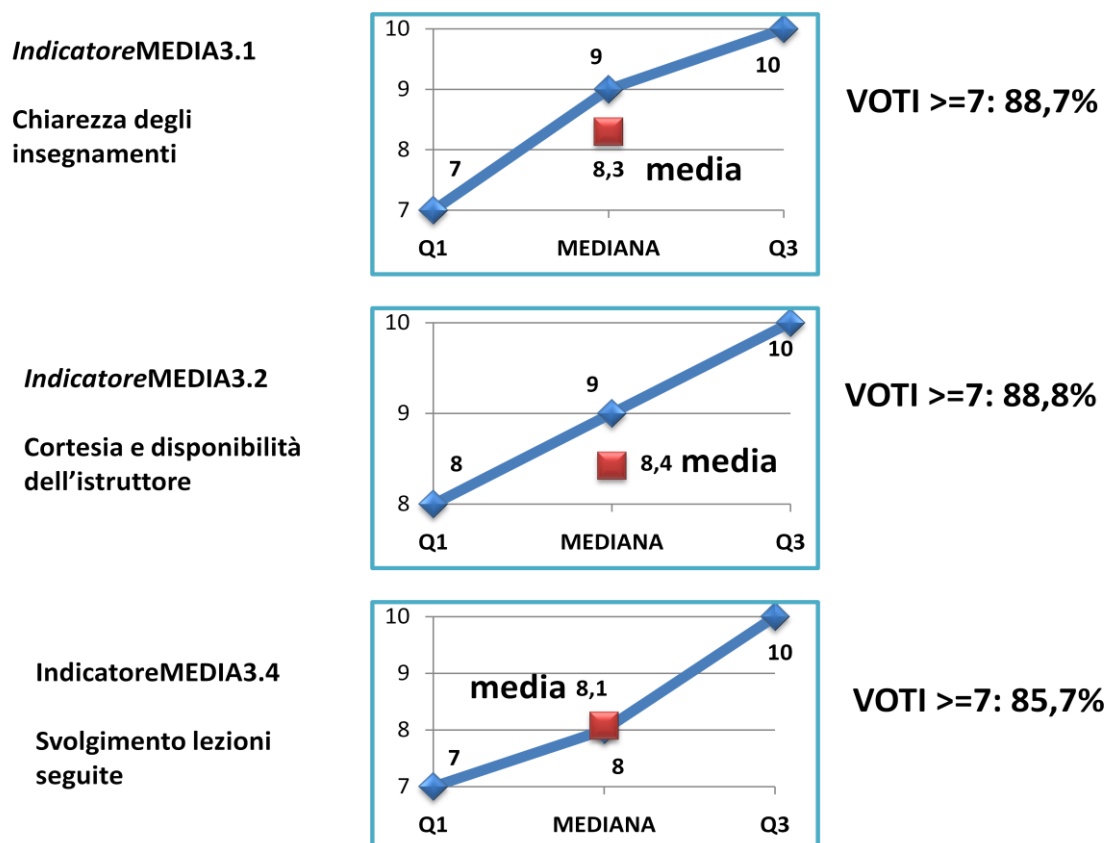 IndicatoreMEDIA3.1
Chiarezza degli
insegnamenti
10
9
8
7
7
9
10
8,3 media
Q1 MEDIANA Q3
VOTI >=7: 88,7%
IndicatoreMEDIA3.2
Cortesia e disponibilità
dell'istruttore
10
9
8
8
9
10
8,4 media
Q1 MEDIANA Q3
VOTI >=7: 88,8%
IndicatoreMEDIA3.4
Svolgimento lezioni
seguite
10
9
8
7
7
media 8,1
8
10
Q1 MEDIANA Q3
VOTI >=7: 85,7%